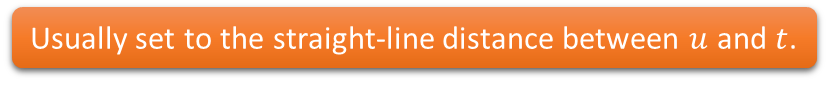 Usually set to the straight-line distance between 𝑢 and 𝑡.